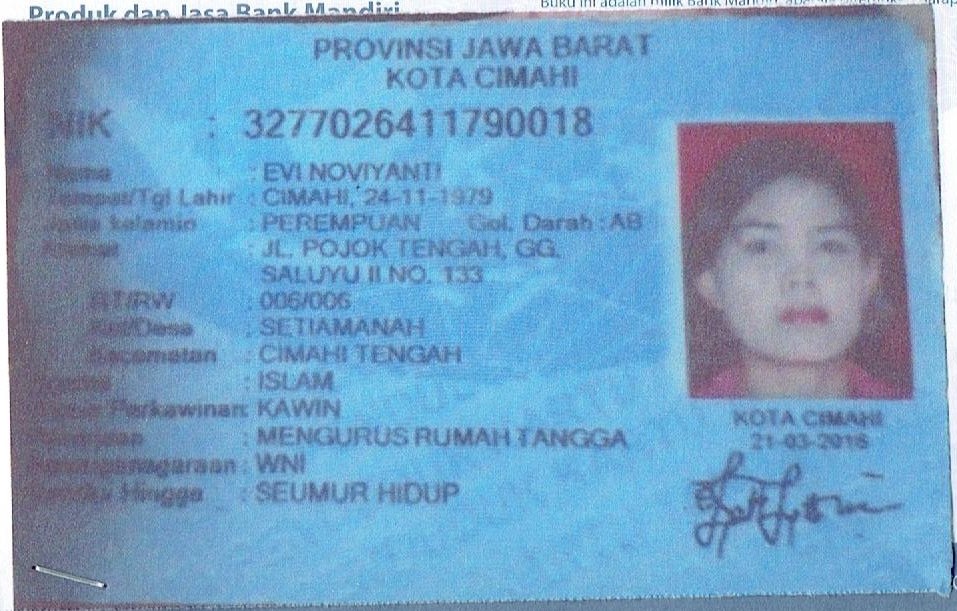 Produk dan Jasa Bank Mandiri
Buku ini adalah milik Bank Mandiri,
PROVINSI JAWA BARAT
KOTA CIMAHI
NIK : 3277026411790018
Nama : EVI NOVIYANTI
Tempat/Tgl Lahir : CIMAHI, 24-11-1979
Jenis kelamin : PEREMPUAN Gol. Darah : AB
Alamat : JL. POJOK TENGAH, GG.
SALUYU II NO. 133
RT/RW : 006/006
Kel/Desa : SETIAMANAH
Kecamatan : CIMAHI TENGAH
Agama : ISLAM
Status Perkawinan: KAWIN
Pekerjaan : MENGURUS RUMAH TANGGA
Kewarganegaraan : WNI
Berlaku Hingga : SEUMUR HIDUP
KOTA CIMAHI
21-03-2016